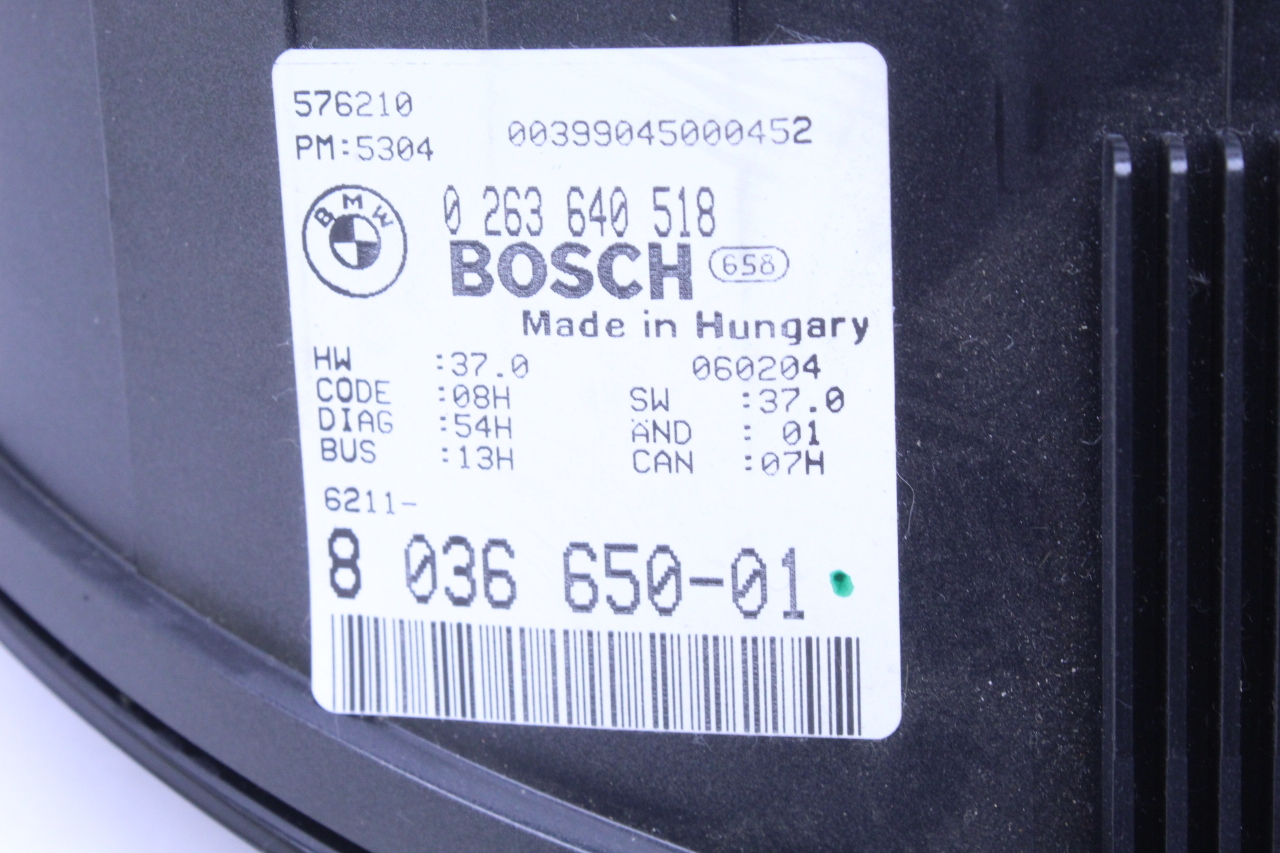 576210
PM:5304
00399045000452
BMW
0 263 640 518
BOSCH 658
Made in Hungary
HW :37.0 060204
CODE :08H SW :37.0
DIAG :54H AND : 01
BUS :13H CAN :07H
6211-
8 036 650-01